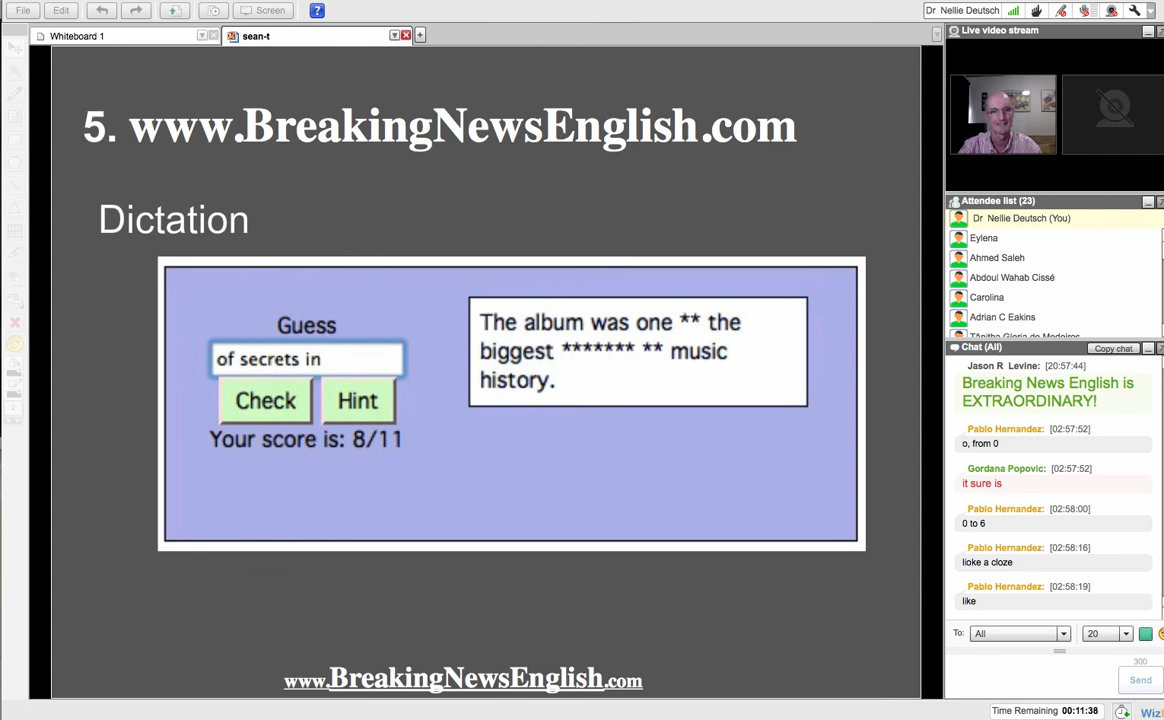 File
Edit
Screen
?
Dr Nellie Deutsch
Whiteboard 1
sean-t
Live video stream
5. www.BreakingNewsEnglish.com
Dictation
Guess
of secrets in
Check
Hint
Your score is: 8/11
The album was one ** the
biggest ******* ** music
history.
www.BreakingNewsEnglish.com
Attendee list (23)
Dr Nellie Deutsch (You)
Eylena
Ahmed Saleh
Abdoul Wahab Cissé
Carolina
Adrian C Eakins
Chat (All)
Copy chat
Jason R Levine: [20:57:44]
Breaking News English is
EXTRAORDINARY!
Pablo Hernandez: [02:57:52]
o, from 0
Gordana Popovic: [02:57:52]
it sure is
Pablo Hernandez: [02:58:00]
0 to 6
Pablo Hernandez: [02:58:16]
lioke a cloze
Pablo Hernandez: [02:58:19]
like
To:
All
20
300
Send
Time Remaining 00:11:38
Wiz